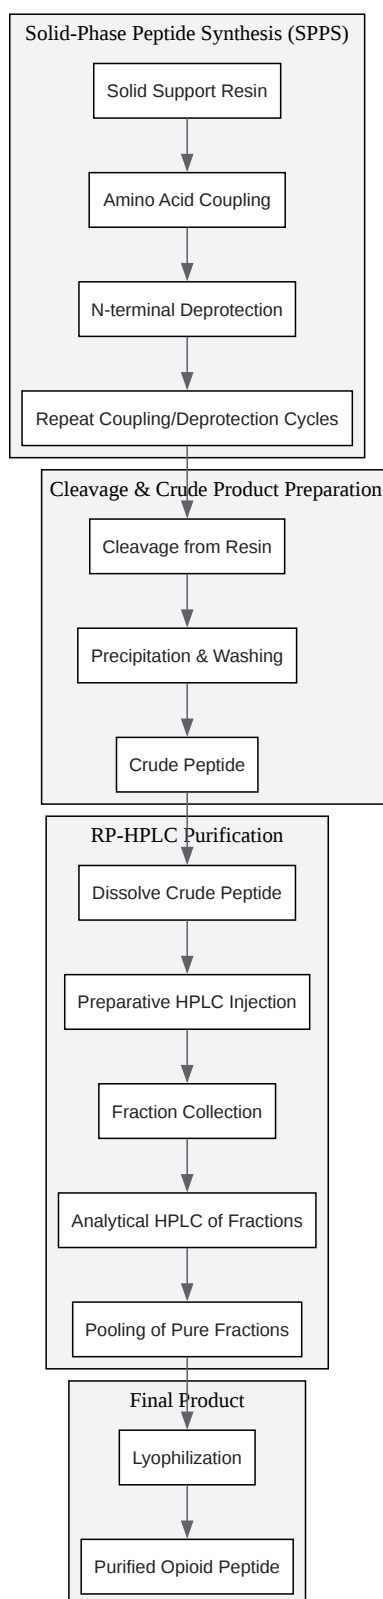 Solid-Phase Peptide Synthesis (SPPS)
Solid Support Resin
Amino Acid Coupling
N-terminal Deprotection
Repeat Coupling/Deprotection Cycles
Cleavage & Crude Product Preparation
Cleavage from Resin
Precipitation & Washing
Crude Peptide
RP-HPLC Purification
Dissolve Crude Peptide
Preparative HPLC Injection
Fraction Collection
Analytical HPLC of Fractions
Pooling of Pure Fractions
Final Product
Lyophilization
Purified Opioid Peptide